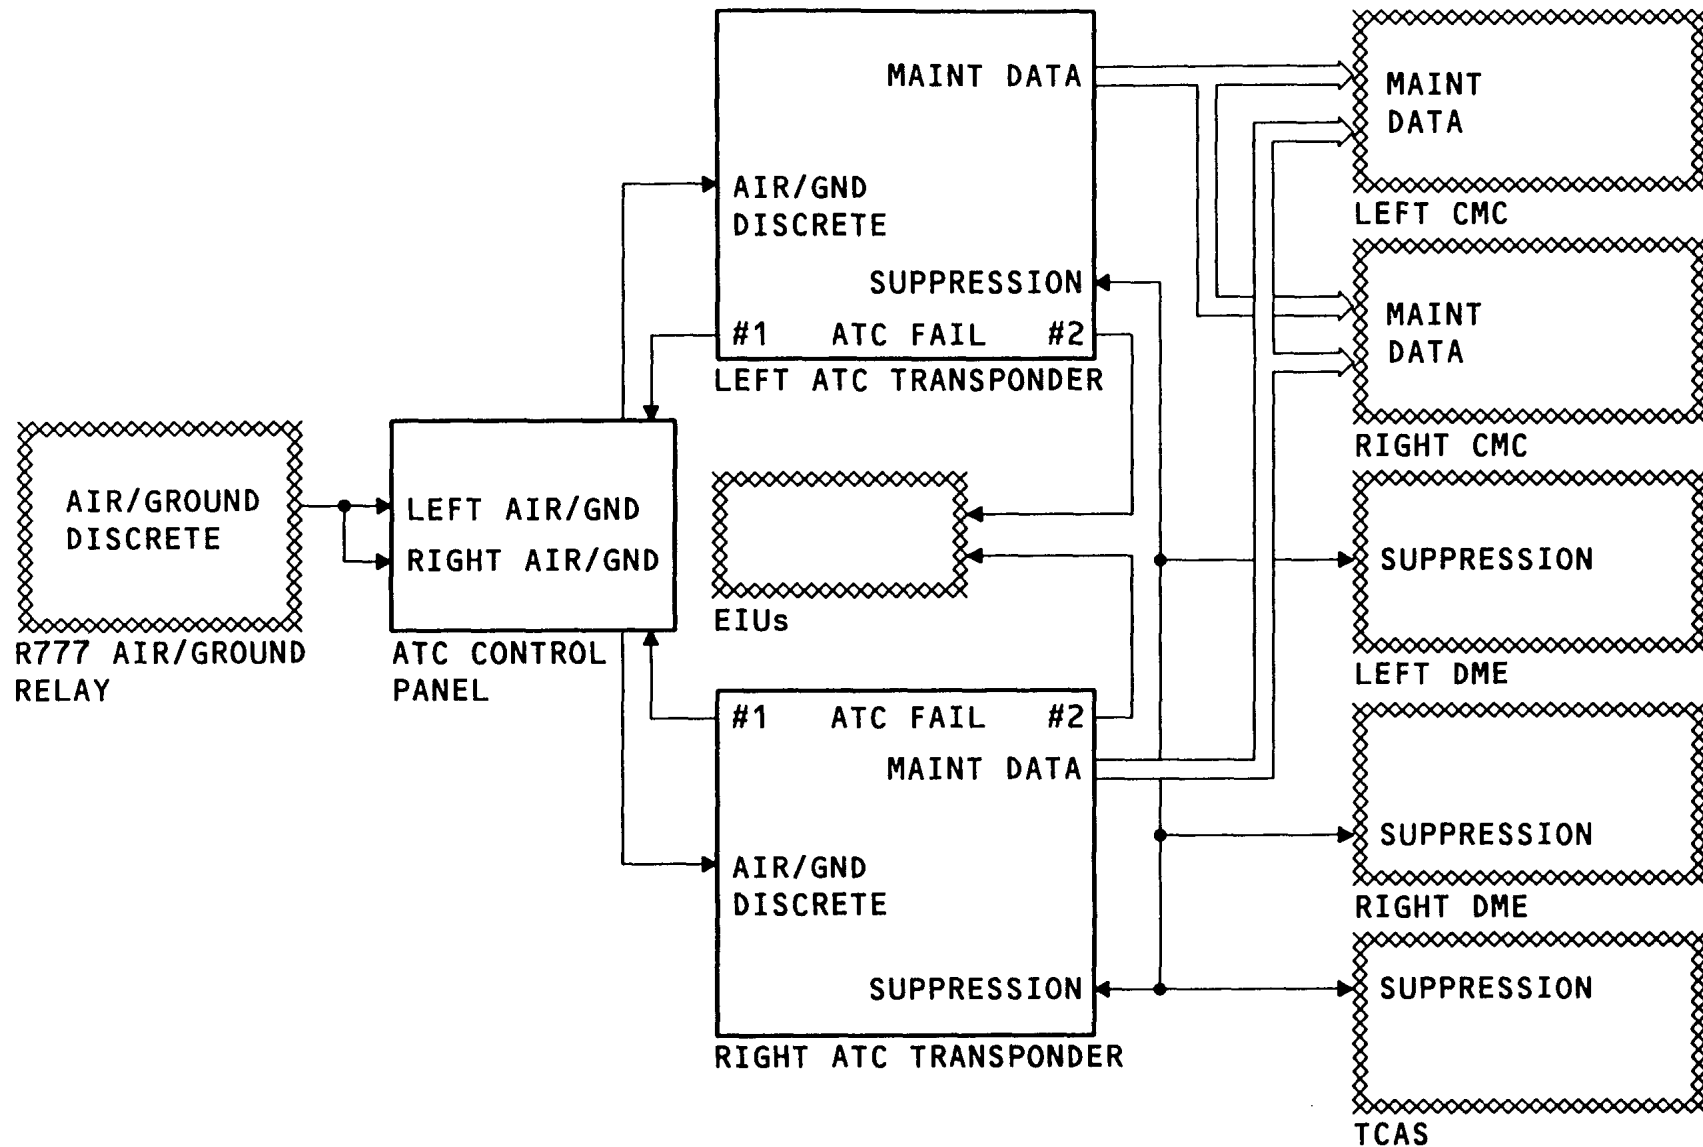 MAINT DATA
AIR/GND
DISCRETE
SUPPRESSION
#1 ATC FAIL #2
LEFT ATC TRANSPONDER
MAINT
DATA
LEFT CMC
MAINT
DATA
RIGHT CMC
AIR/GROUND
DISCRETE
R777 AIR/GROUND
RELAY
LEFT AIR/GND
RIGHT AIR/GND
ATC CONTROL
PANEL
EIUs
SUPPRESSION
LEFT DME
#1 ATC FAIL #2
MAINT DATA
AIR/GND
DISCRETE
SUPPRESSION
RIGHT ATC TRANSPONDER
SUPPRESSION
RIGHT DME
SUPPRESSION
TCAS